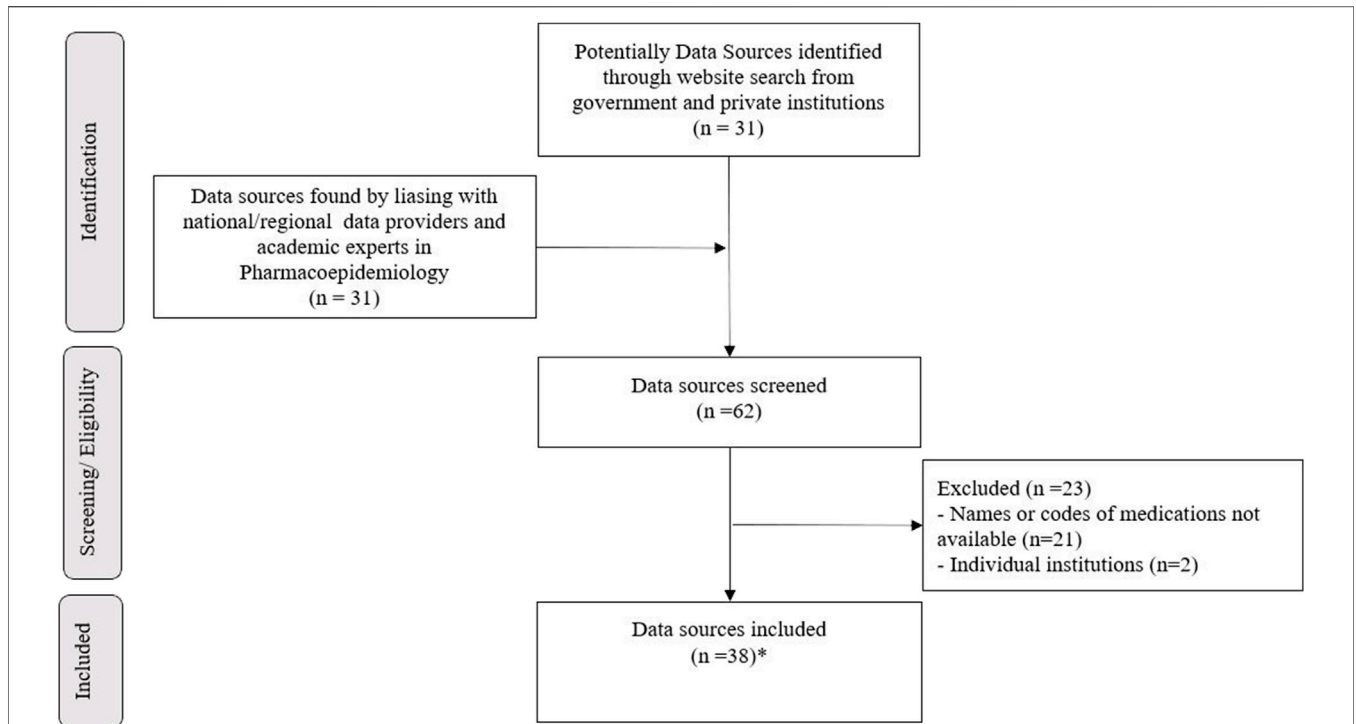 Identification
Potentially Data Sources identified
through website search from
government and private institutions
(n = 31)
Data sources found by liasing with
national/regional data providers and
academic experts in
Pharmacoepidemiology
(n = 31)
Screening/ Eligibility
Data sources screened
(n =62)
Excluded (n =23)
- Names or codes of medications not
available (n=21)
- Individual institutions (n=2)
Included
Data sources included
(n =38)*